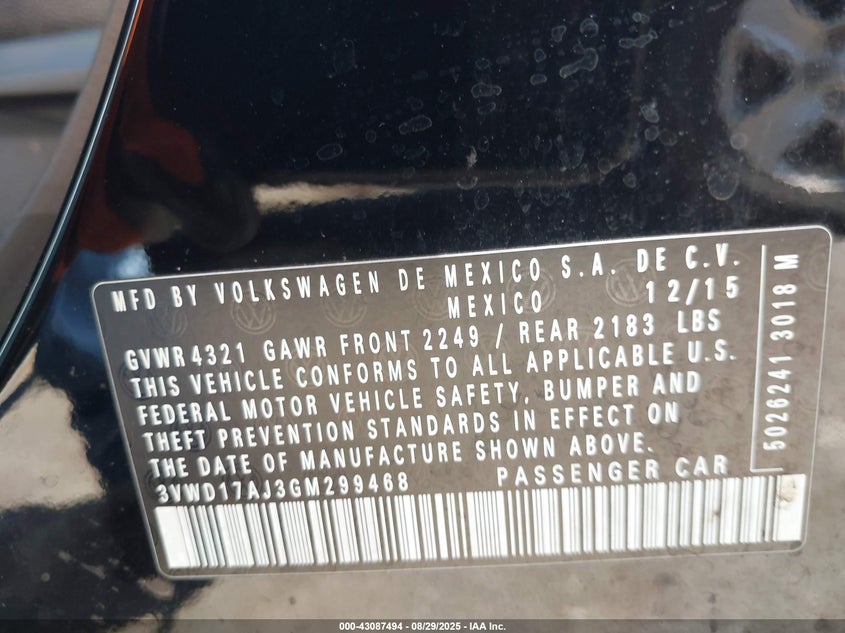 MFD BY VOLKSWAGEN DE MEXICO S.A. DE C.V.
MEXICO 12/15
GVWR4321 GAWR FRONT 2249 / REAR 2183 LBS
THIS VEHICLE CONFORMS TO ALL APPLICABLE U.S.
FEDERAL MOTOR VEHICLE SAFETY, BUMPER AND
THEFT PREVENTION STANDARDS IN EFFECT ON
THE DATE OF MANUFACTURE SHOWN ABOVE.
3VWD17AJ3GM299468 PASSENGER CAR
5026241 3018 M
000-43087494 - 08/29/2025 - IAA Inc.